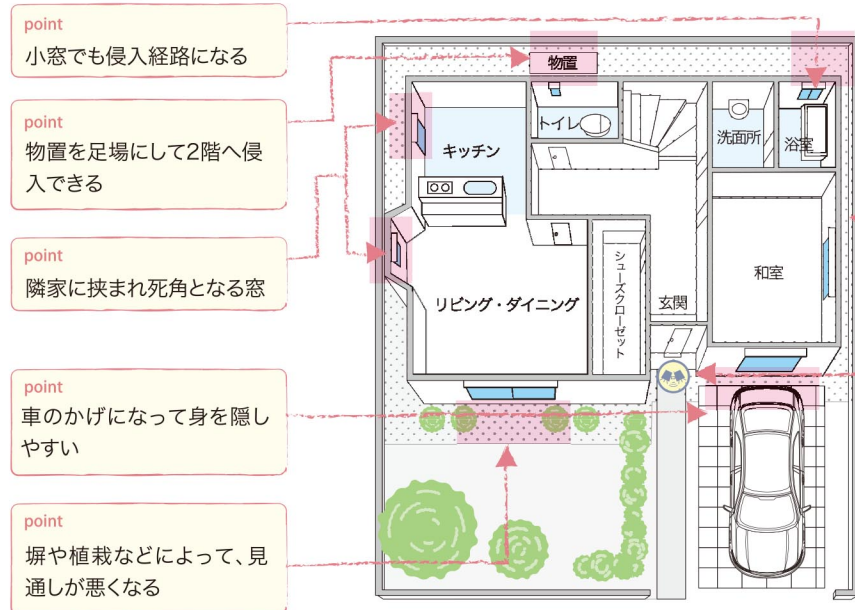 point
小窓でも侵入経路になる
point
物置を足場にして2階へ侵
入できる
point
隣家に挟まれ死角となる窓
point
車のかげになって身を隠し
やすい
point
塀や植栽などによって、見
通しが悪くなる
物置
トイレ
洗面所
浴室
キッチン
和室
シューズクローゼット
玄関
リビング・ダイニング